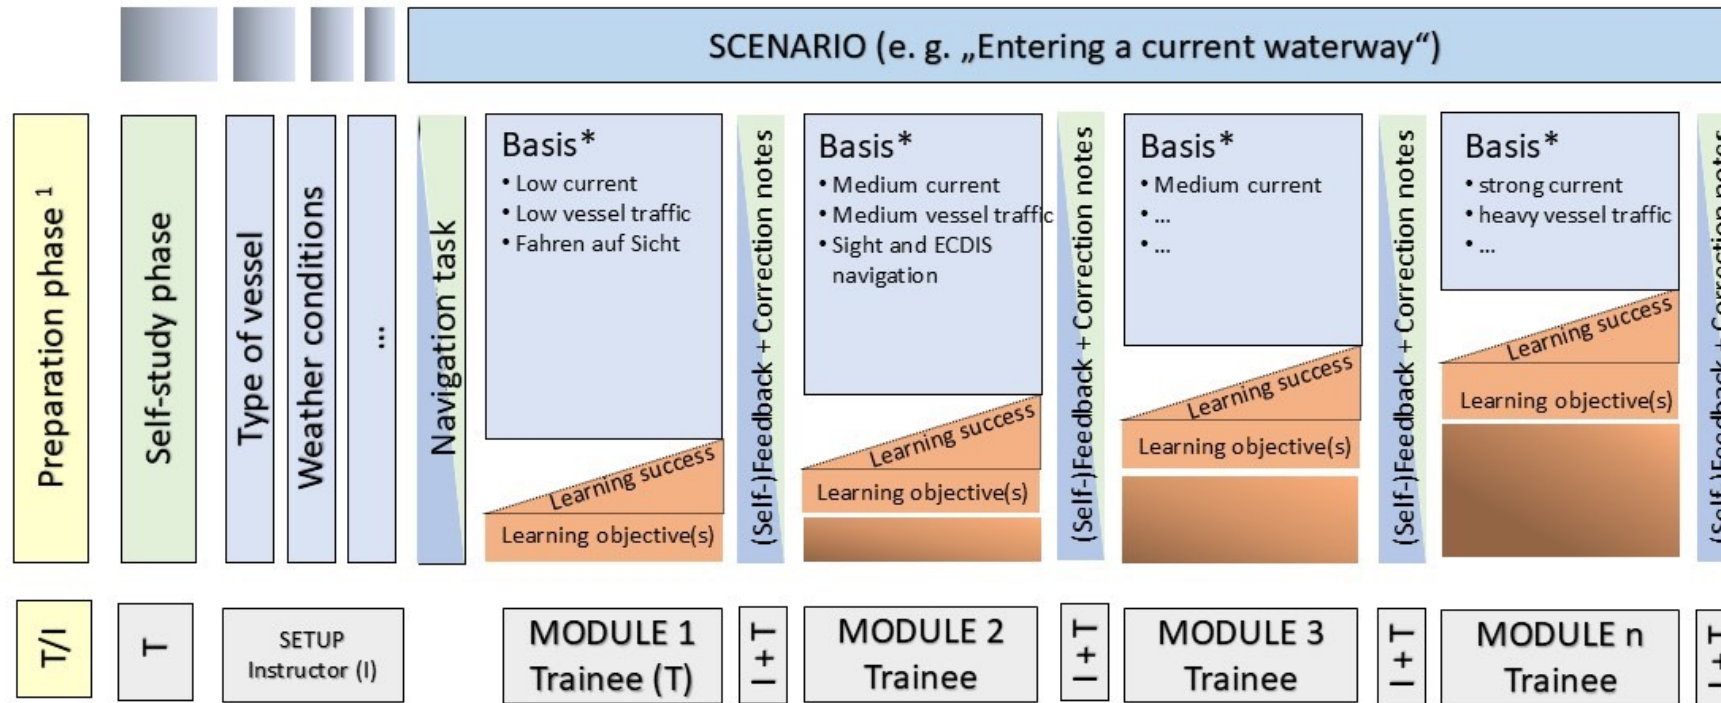 SCENARIO (e. g. „Entering a current waterway“)
Preparation phase ¹
Self-study phase
Type of vessel
Weather conditions
...
Navigation task
Basis*
• Low current
• Low vessel traffic
• Fahren auf Sicht
Learning success
Learning objective(s)
(Self-)Feedback + Correction notes
Basis*
• Medium current
• Medium vessel traffic
• Sight and ECDIS
navigation
Learning success
Learning objective(s)
(Self-)Feedback + Correction notes
Basis*
• Medium current
• ...
• ...
Learning success
Learning objective(s)
(Self-)Feedback + Correction notes
Basis*
• strong current
• heavy vessel traffic
• ...
Learning success
Learning objective(s)
(Self-)Feedback + Correction notes
T/I
T
SETUP
Instructor (I)
MODULE 1
Trainee (T)
I + T
MODULE 2
Trainee
I + T
MODULE 3
Trainee
I + T
MODULE n
Trainee
I + T